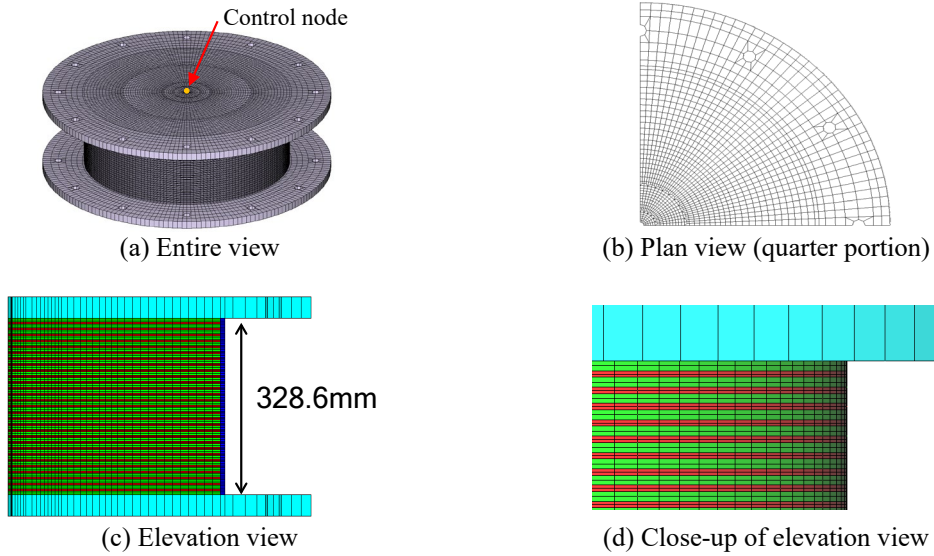 Control node
(a) Entire view
(b) Plan view (quarter portion)
328.6mm
(c) Elevation view
(d) Close-up of elevation view